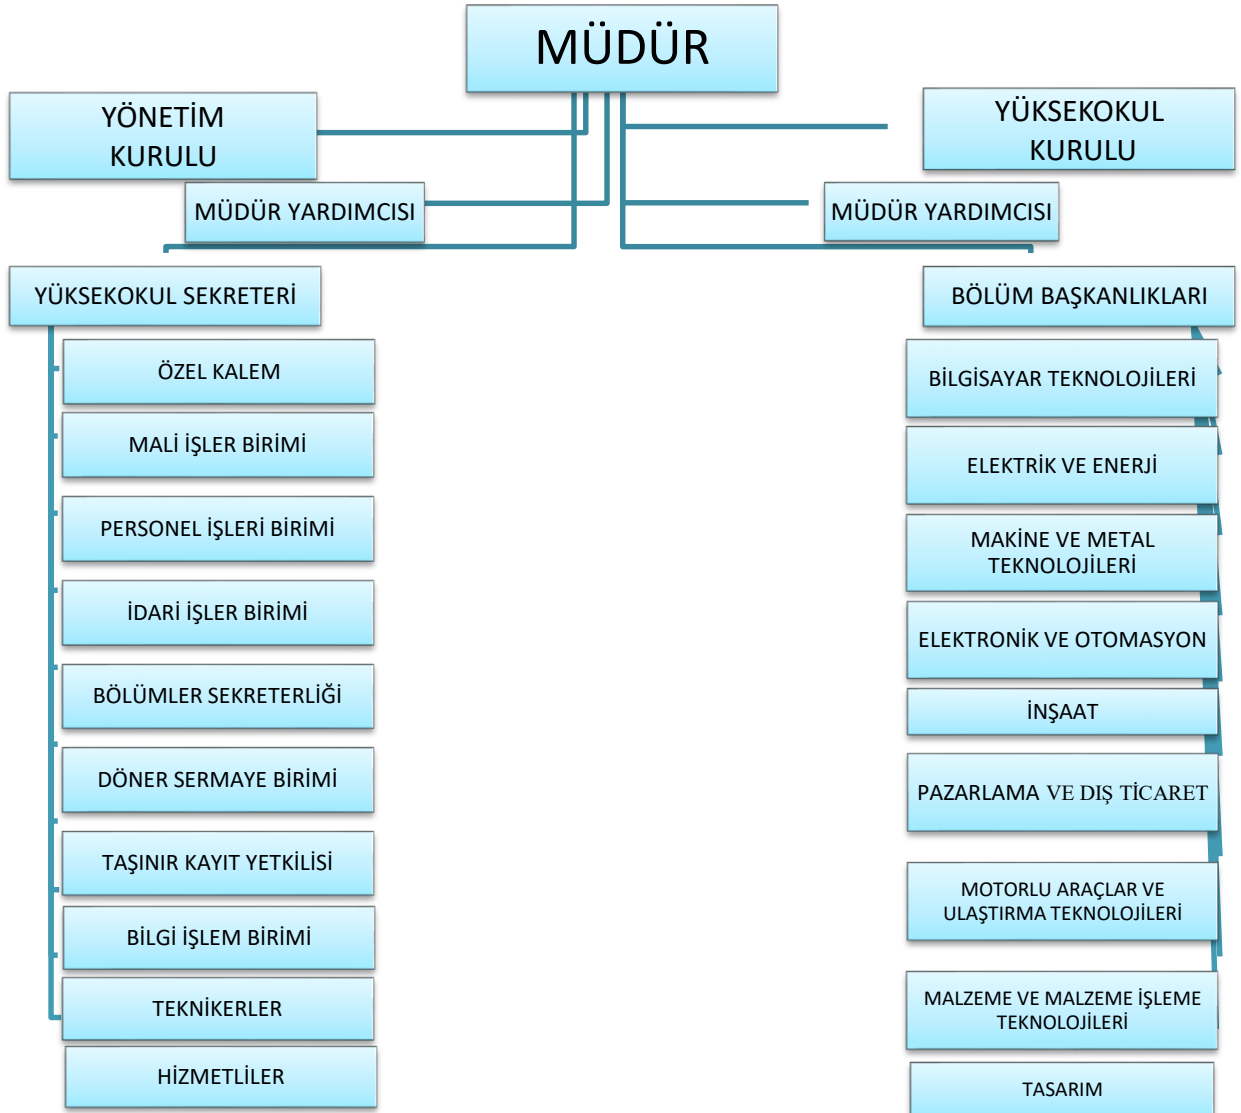 MÜDÜR
YÖNETİM
KURULU
YÜKSEKOKUL
KURULU
MÜDÜR YARDIMCISI
MÜDÜR YARDIMCISI
YÜKSEKOKUL SEKRETERİ
ÖZEL KALEM
MALİ İŞLER BİRİMİ
PERSONEL İŞLERİ BİRİMİ
İDARİ İŞLER BİRİMİ
BÖLÜMLER SEKRETERLİĞİ
DÖNER SERMAYE BİRİMİ
TAŞINIR KAYIT YETKİLİSİ
BİLGİ İŞLEM BİRİMİ
TEKNİKERLER
HİZMETLİLER
BÖLÜM BAŞKANLIKLARI
BİLGİSAYAR TEKNOLOJİLERİ
ELEKTRİK VE ENERJİ
MAKİNE VE METAL
TEKNOLOJİLERİ
ELEKTRONİK VE OTOMASYON
İNŞAAT
PAZARLAMA VE DIŞ TİCARET
MOTORLU ARAÇLAR VE
ULAŞTIRMA TEKNOLOJİLERİ
MALZEME VE MALZEME İŞLEME
TEKNOLOJİLERİ
TASARIM